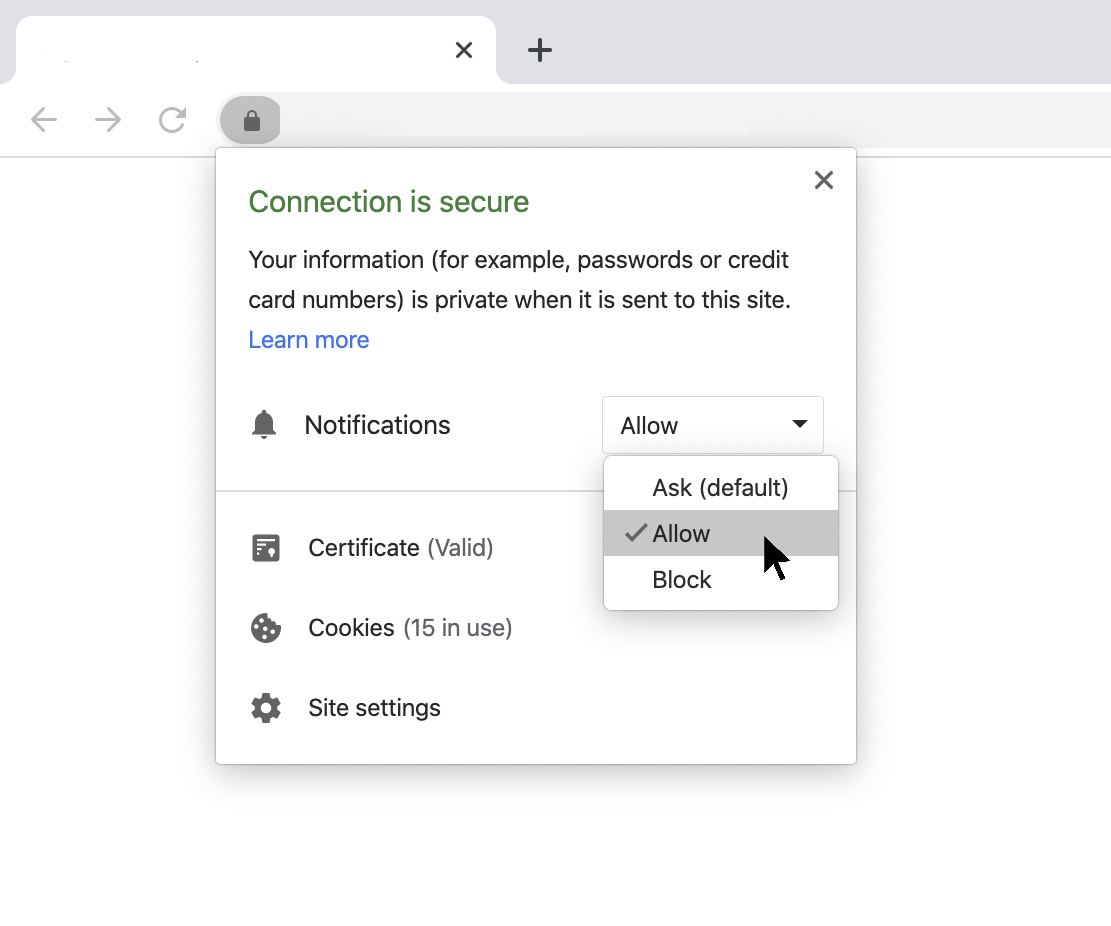 Connection is secure
Your information (for example, passwords or credit
card numbers) is private when it is sent to this site.
Learn more
Notifications
Allow
Ask (default)
Allow
Block
Certificate (Valid)
Cookies (15 in use)
Site settings